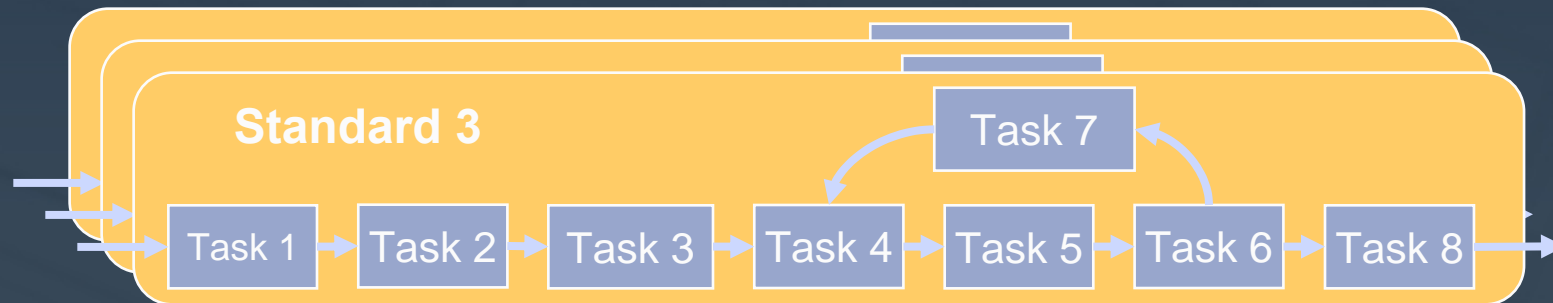 Standard 3
Task 7
Task 1
Task 2
Task 3
Task 4
Task 5
Task 6
Task 8